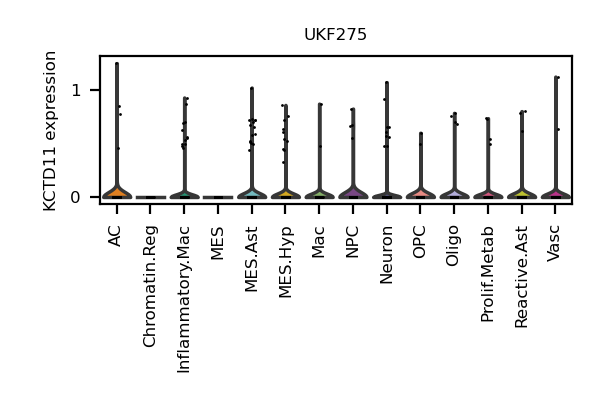 UKF275
KCTD11 expression
1
0
AC
Chromatin.Reg
Inflammatory.Mac
MES
MES.Ast
MES.Hyp
Mac
NPC
Neuron
OPC
Oligo
Prolif.Metab
Reactive.Ast
Vasc